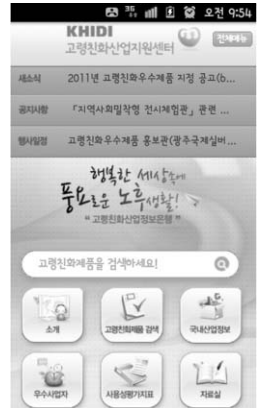 3G 오전 9:54
KHIDI
고령친화산업지원센터
전체메뉴
새소식 2011년 고령친화우수제품 지정 공고(b...
공지사항 「지역사회밀착형 전시체험관」 관련 ...
행사일정 고령친화우수제품 홍보관(광주국제실버...
행복한 세상속에
풍요로운 노후생활!
“ 고령친화산업정보은행 ”
고령친화제품을 검색하세요!
소개 고령친화제품 검색 국내산업정보
우수사업자 사용성평가지표 자료실